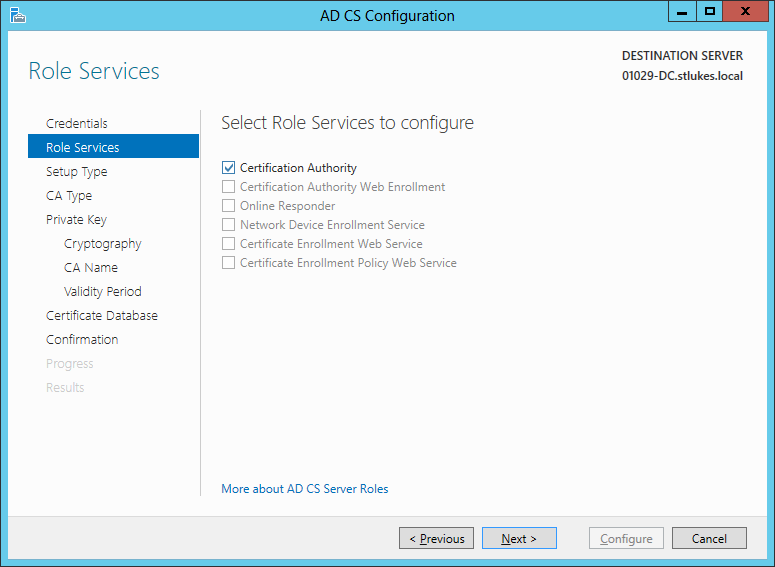 AD CS Configuration
Role Services
DESTINATION SERVER
01029-DC.stlukes.local
Credentials
Role Services
Setup Type
CA Type
Private Key
Cryptography
CA Name
Validity Period
Certificate Database
Confirmation
Progress
Results
Select Role Services to configure
Certification Authority
Certification Authority Web Enrollment
Online Responder
Network Device Enrollment Service
Certificate Enrollment Web Service
Certificate Enrollment Policy Web Service
More about AD CS Server Roles
< Previous
Next >
Configure
Cancel